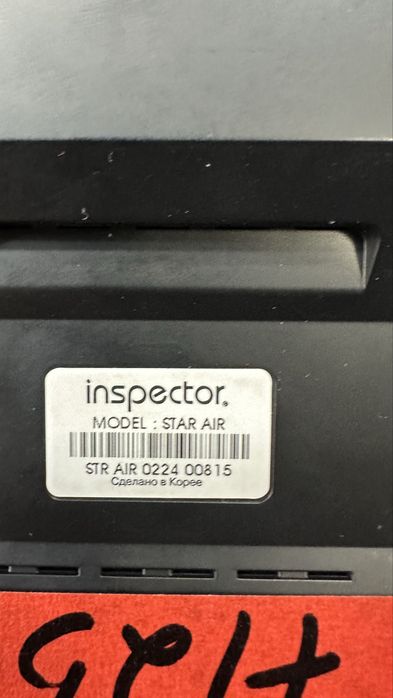 inspector®
MODEL : STAR AIR
STR AIR 0224 00815
Сделано в Корее